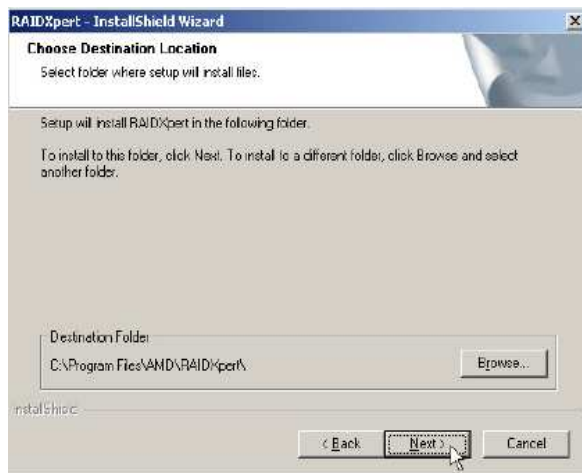 RAIDXpert - InstallShield Wizard
Choose Destination Location
Select folder where setup will install files.
Setup will install RAIDXpert in the following folder.
To install to this folder, click Next. To install to a different folder, click Browse and select
another folder.
Destination Folder
C:\Program Files\AMD\RAIDXpert\
Browse...
InstallShield
< Back
Next >
Cancel